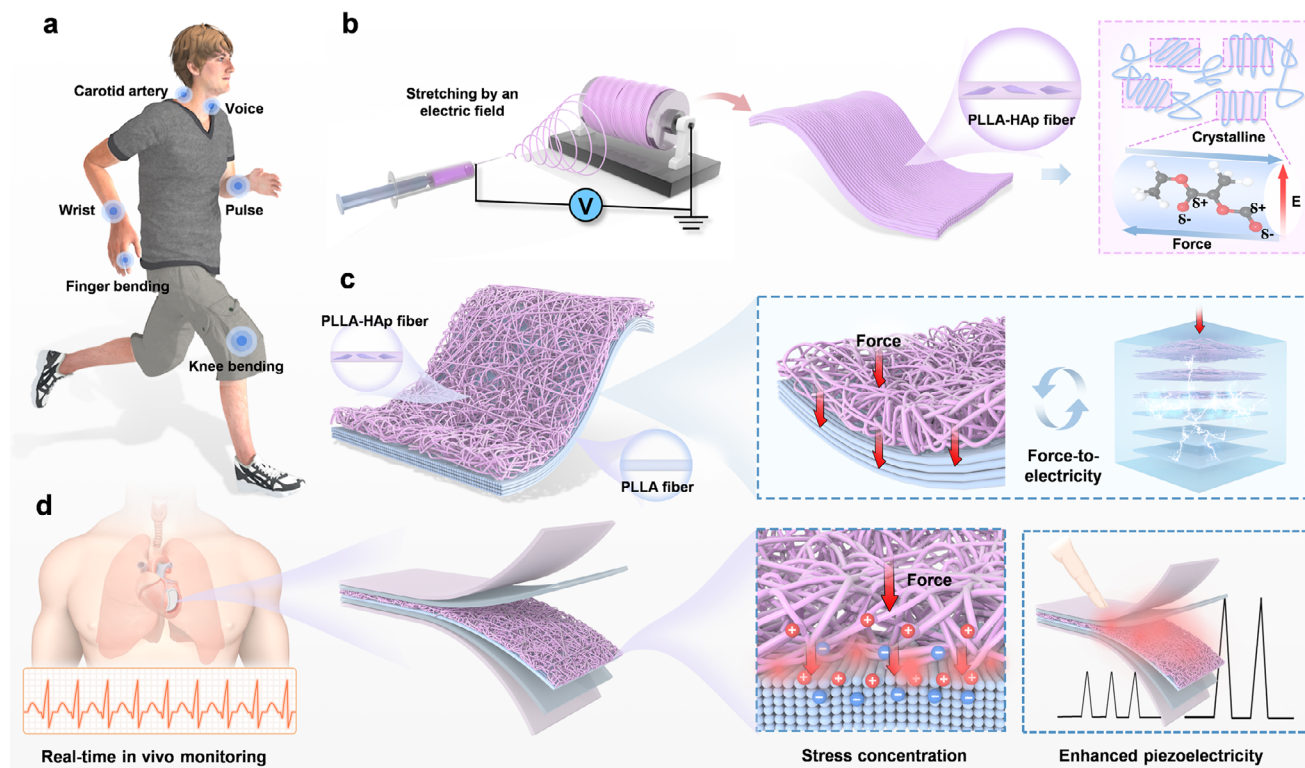 a
Carotid artery
Voice
Wrist
Pulse
Finger bending
Knee bending
b
Stretching by an
electric field
V
PLLA-HAp fiber
Crystalline
δ+
δ-
δ+
δ-
E
Force
c
PLLA-HAp fiber
PLLA fiber
Force
Force-to-
electricity
d
Real-time in vivo monitoring
Force
+ + + +
− −
+ + + + +
− − − −
Stress concentration
Enhanced piezoelectricity